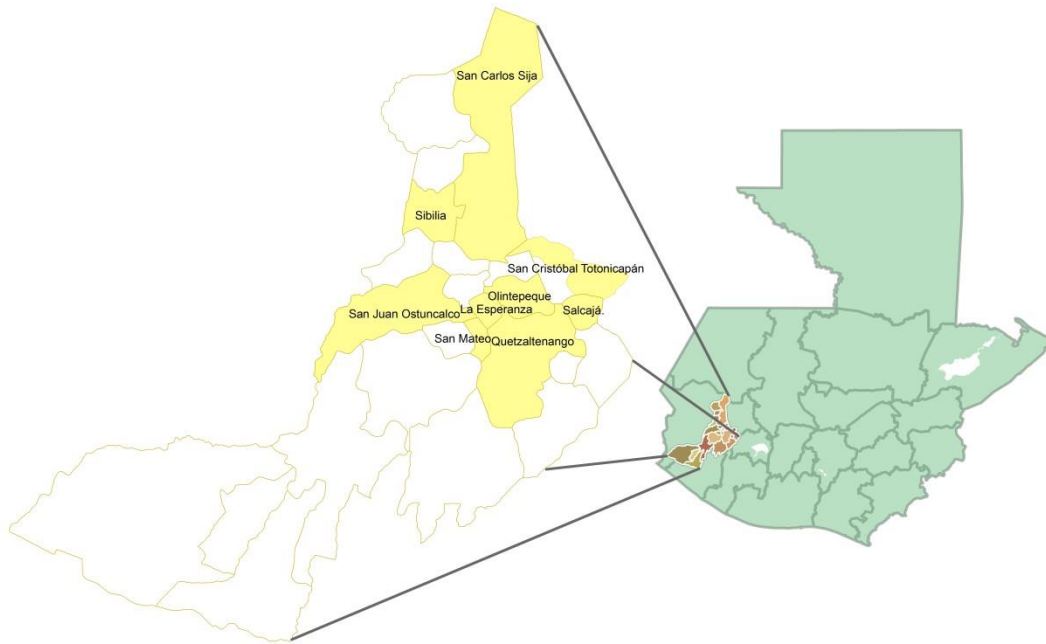 San Carlos Sija
Sibilia
San Cristóbal Totonicapán
Olintepeque
San Juan Ostuncalco
La Esperanza
Salcajá.
San Mateo
Quetzaltenango